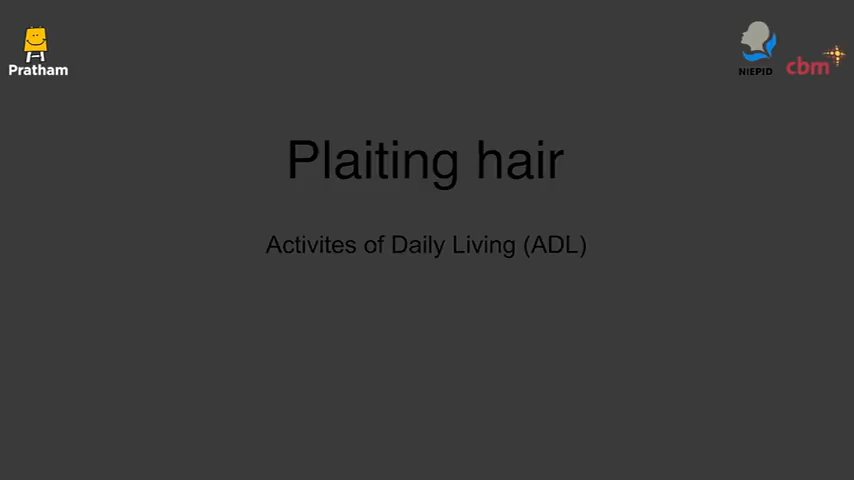 Pratham
NIEPID
cbm
Plaiting hair
Activites of Daily Living (ADL)